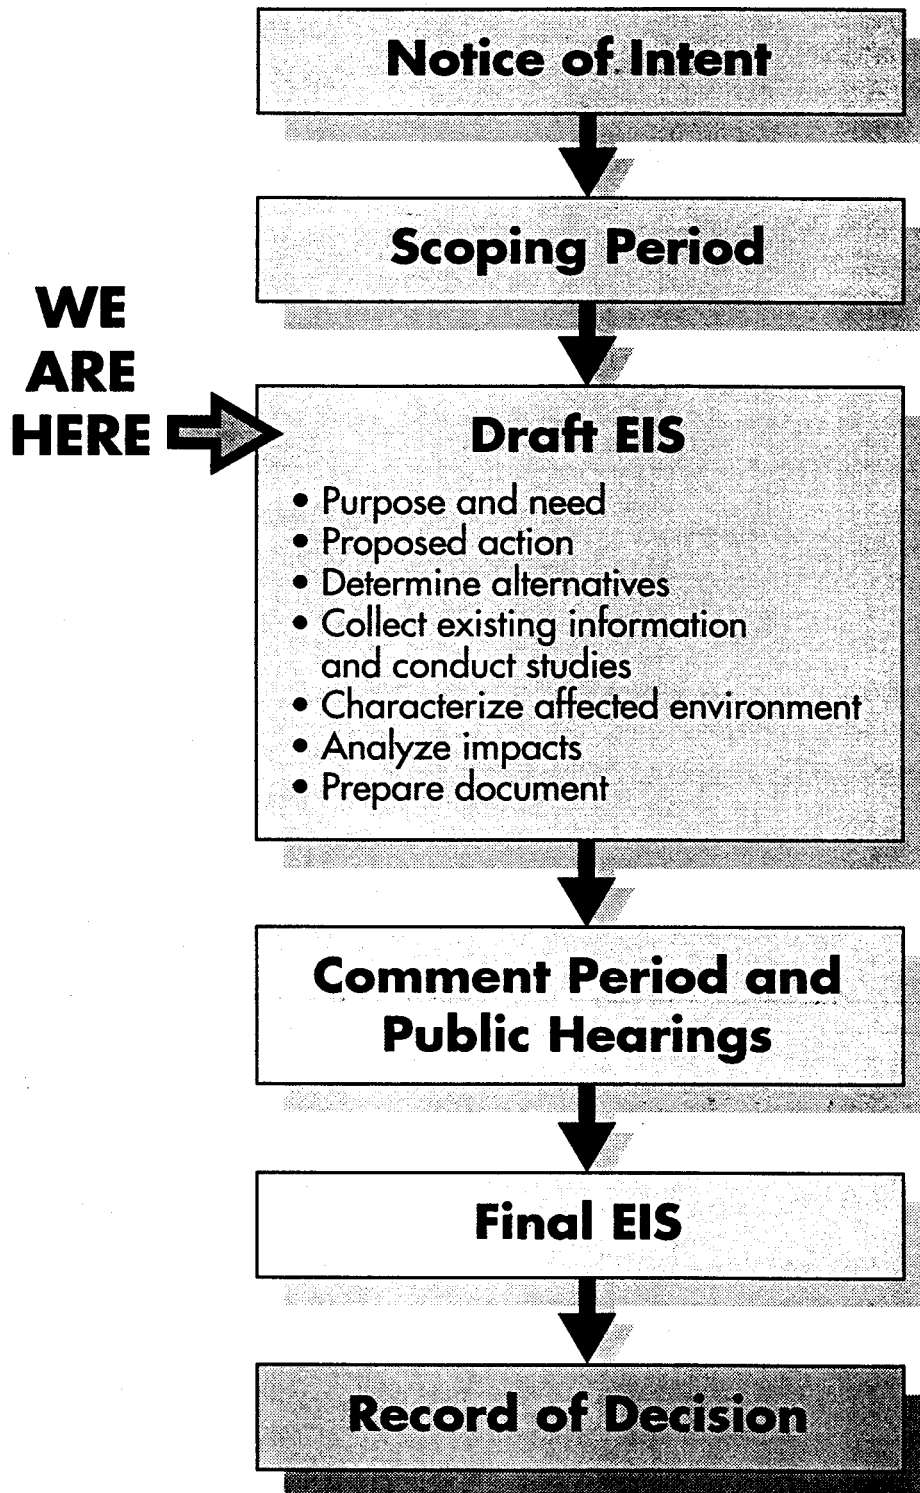 Notice of Intent
Scoping Period
WE
ARE
HERE
Draft EIS
• Purpose and need
• Proposed action
• Determine alternatives
• Collect existing information
and conduct studies
• Characterize affected environment
• Analyze impacts
• Prepare document
Comment Period and
Public Hearings
Final EIS
Record of Decision